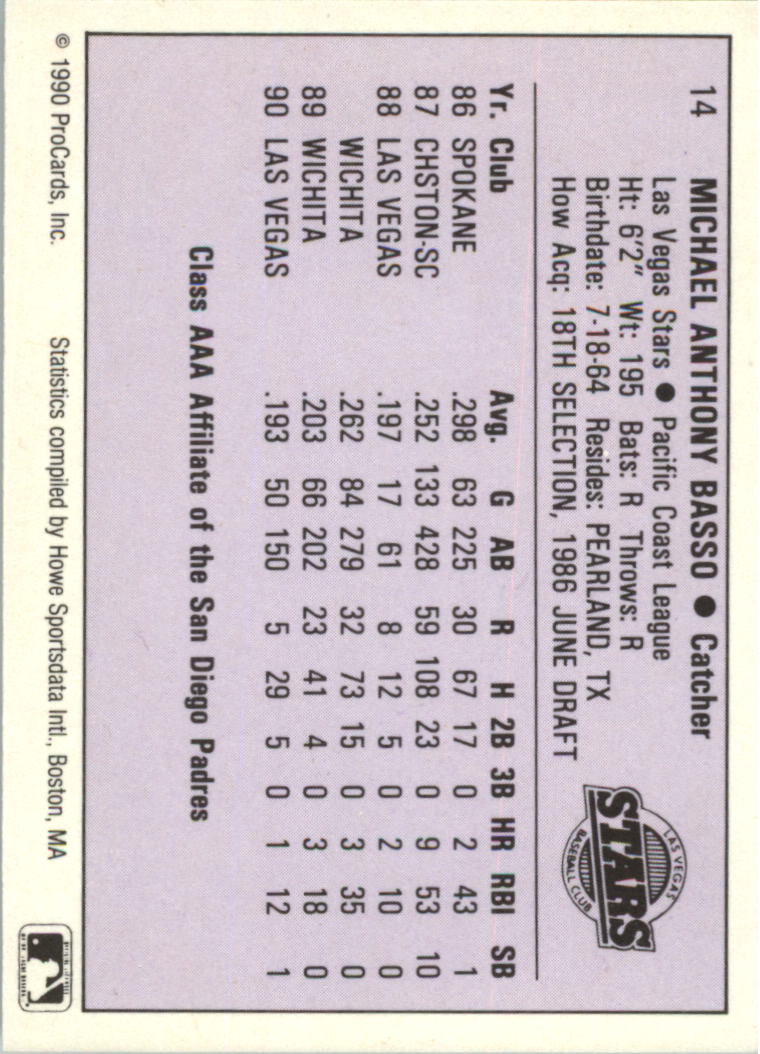 14 MICHAEL ANTHONY BASSO ● Catcher
Las Vegas Stars ● Pacific Coast League
Ht: 6'2" Wt: 195 Bats: R Throws: R
Birthdate: 7-18-64 Resides: PEARLAND, TX
How Acq: 18TH SELECTION, 1986 JUNE DRAFT
LAS VEGAS
STARS
BASEBALL CLUB
Yr. Club Avg. G AB R H 2B 3B HR RBI SB
86 SPOKANE .298 63 225 30 67 17 0 2 43 1
87 CHSTON-SC .252 133 428 59 108 23 0 9 53 10
88 LAS VEGAS .197 17 61 8 12 5 0 2 10 0
WICHITA .262 84 279 32 73 15 0 3 35 0
89 WICHITA .203 66 202 23 41 4 0 3 18 0
90 LAS VEGAS .193 50 150 5 29 5 0 1 12 1
Class AAA Affiliate of the San Diego Padres
© 1990 ProCards, Inc. Statistics compiled by Howe Sportsdata Intl., Boston, MA